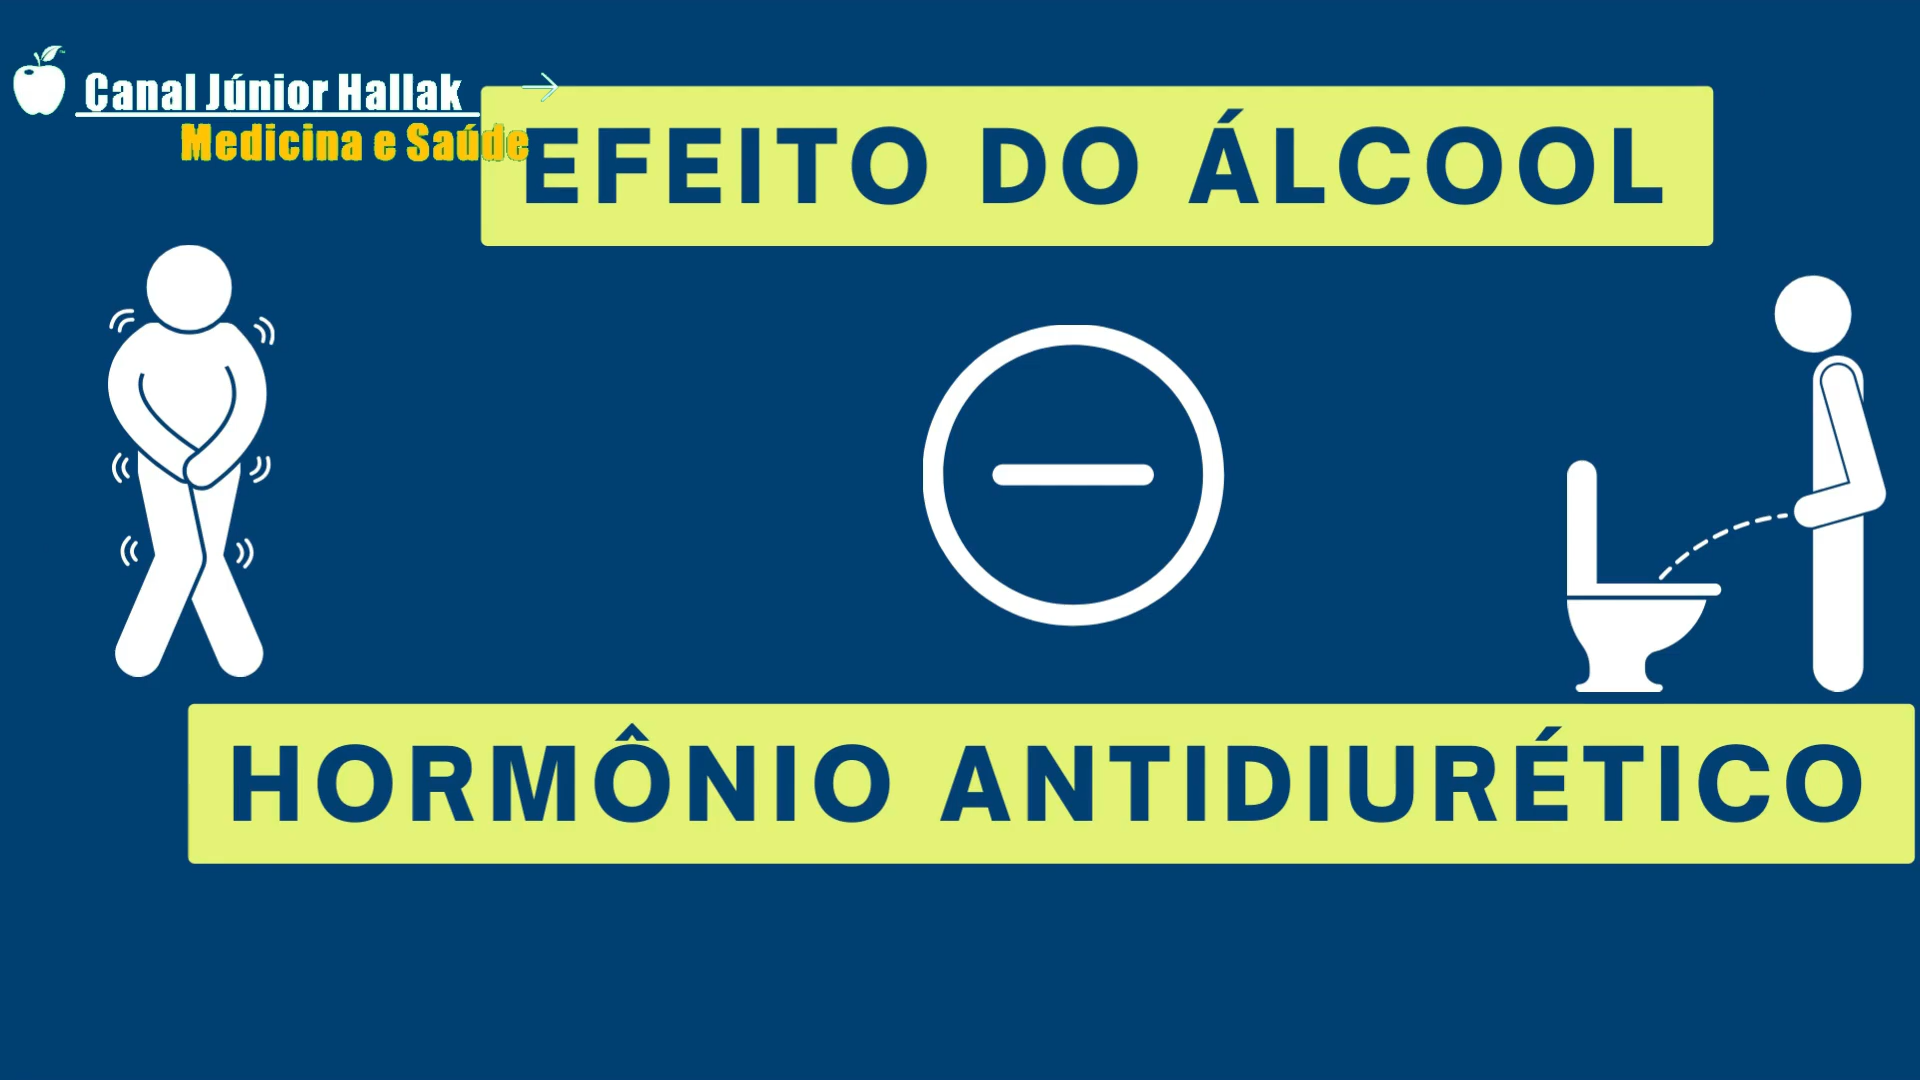 Canal Júnior Hallak
Medicina e Saúde
EFEITO DO ÁLCOOL
HORMÔNIO ANTIDIURÉTICO